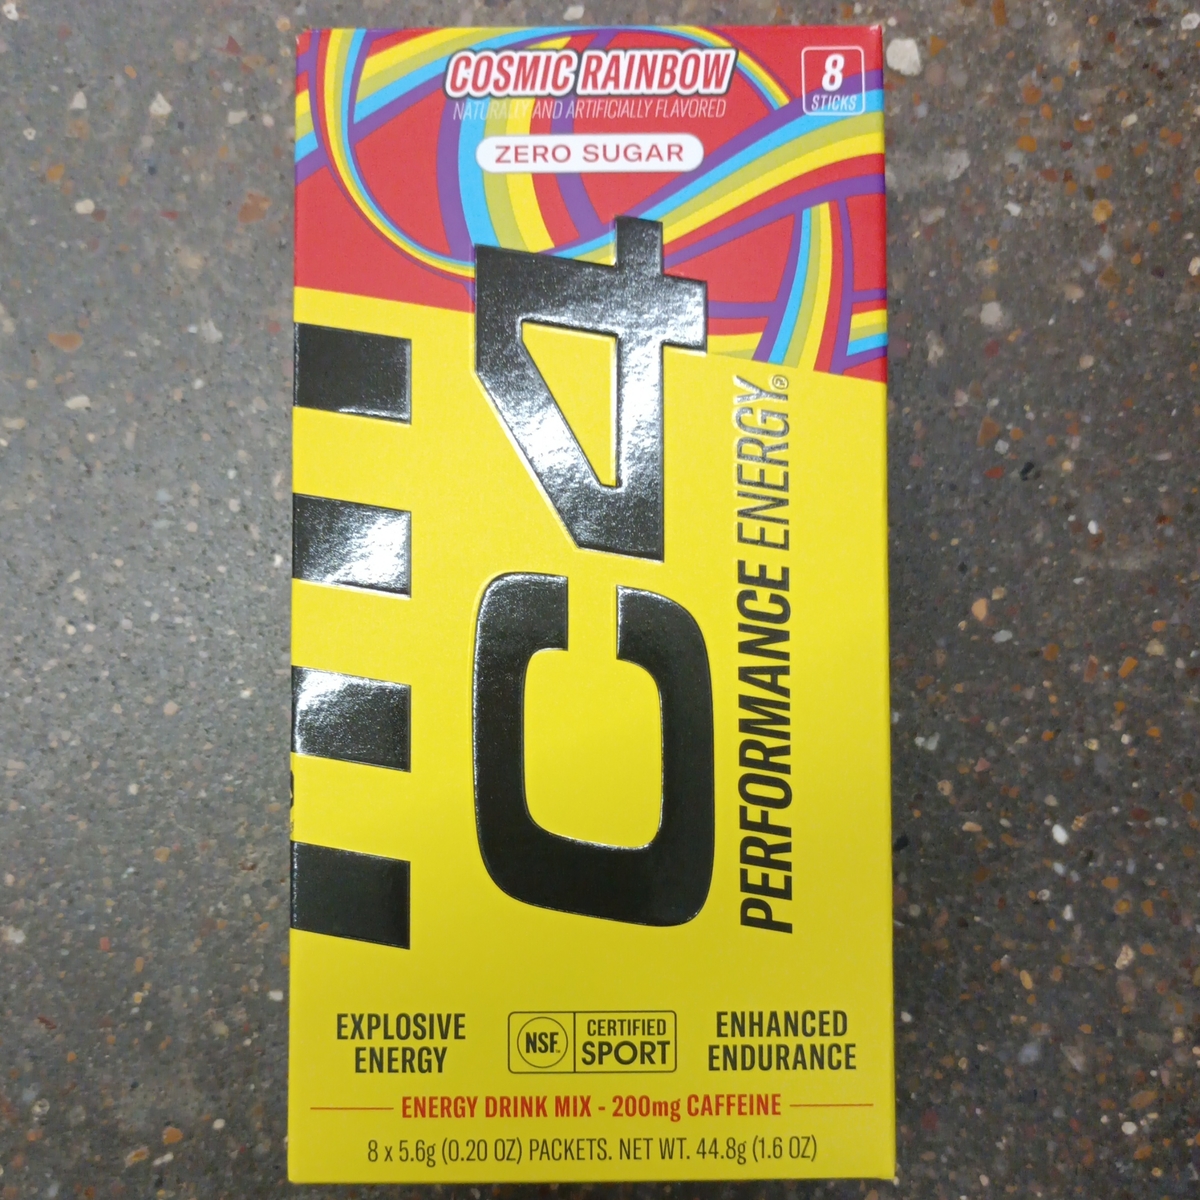 COSMIC RAINBOW
NATURALLY AND ARTIFICIALLY FLAVORED
8
STICKS
ZERO SUGAR
C4
PERFORMANCE ENERGY®
EXPLOSIVE
ENERGY
NSF
CERTIFIED
SPORT
ENHANCED
ENDURANCE
ENERGY DRINK MIX - 200mg CAFFEINE
8 x 5.6g (0.20 OZ) PACKETS. NET WT. 44.8g (1.6 OZ)